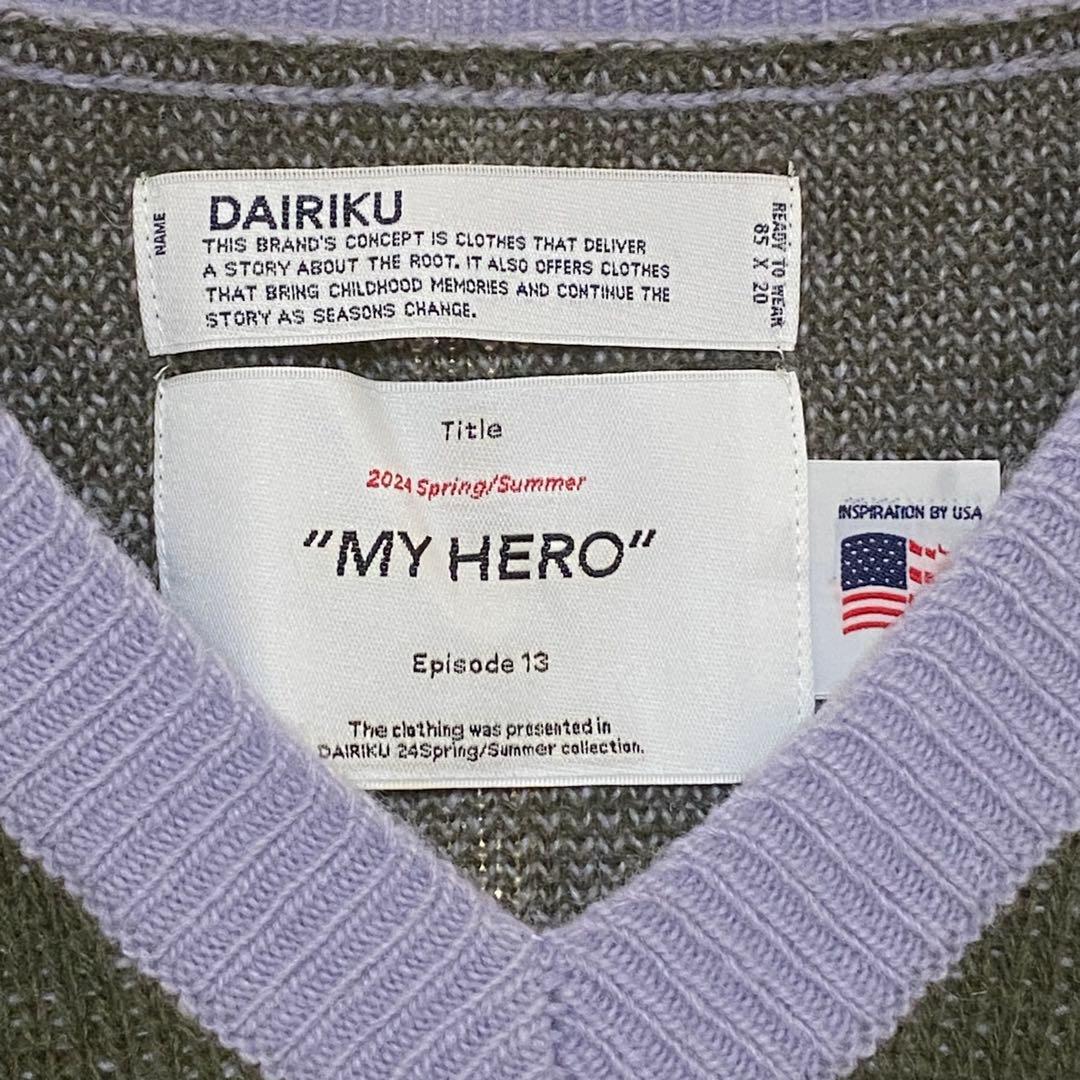 NAME
DAIRIKU
THIS BRAND'S CONCEPT IS CLOTHES THAT DELIVER
A STORY ABOUT THE ROOT. IT ALSO OFFERS CLOTHES
THAT BRING CHILDHOOD MEMORIES AND CONTINUE THE
STORY AS SEASONS CHANGE.
READY TO WEAR
85 X 20
Title
2024 Spring/Summer
"MY HERO"
Episode 13
The clothing was presented in
DAIRIKU 24Spring/Summer collection.
INSPIRATION BY USA